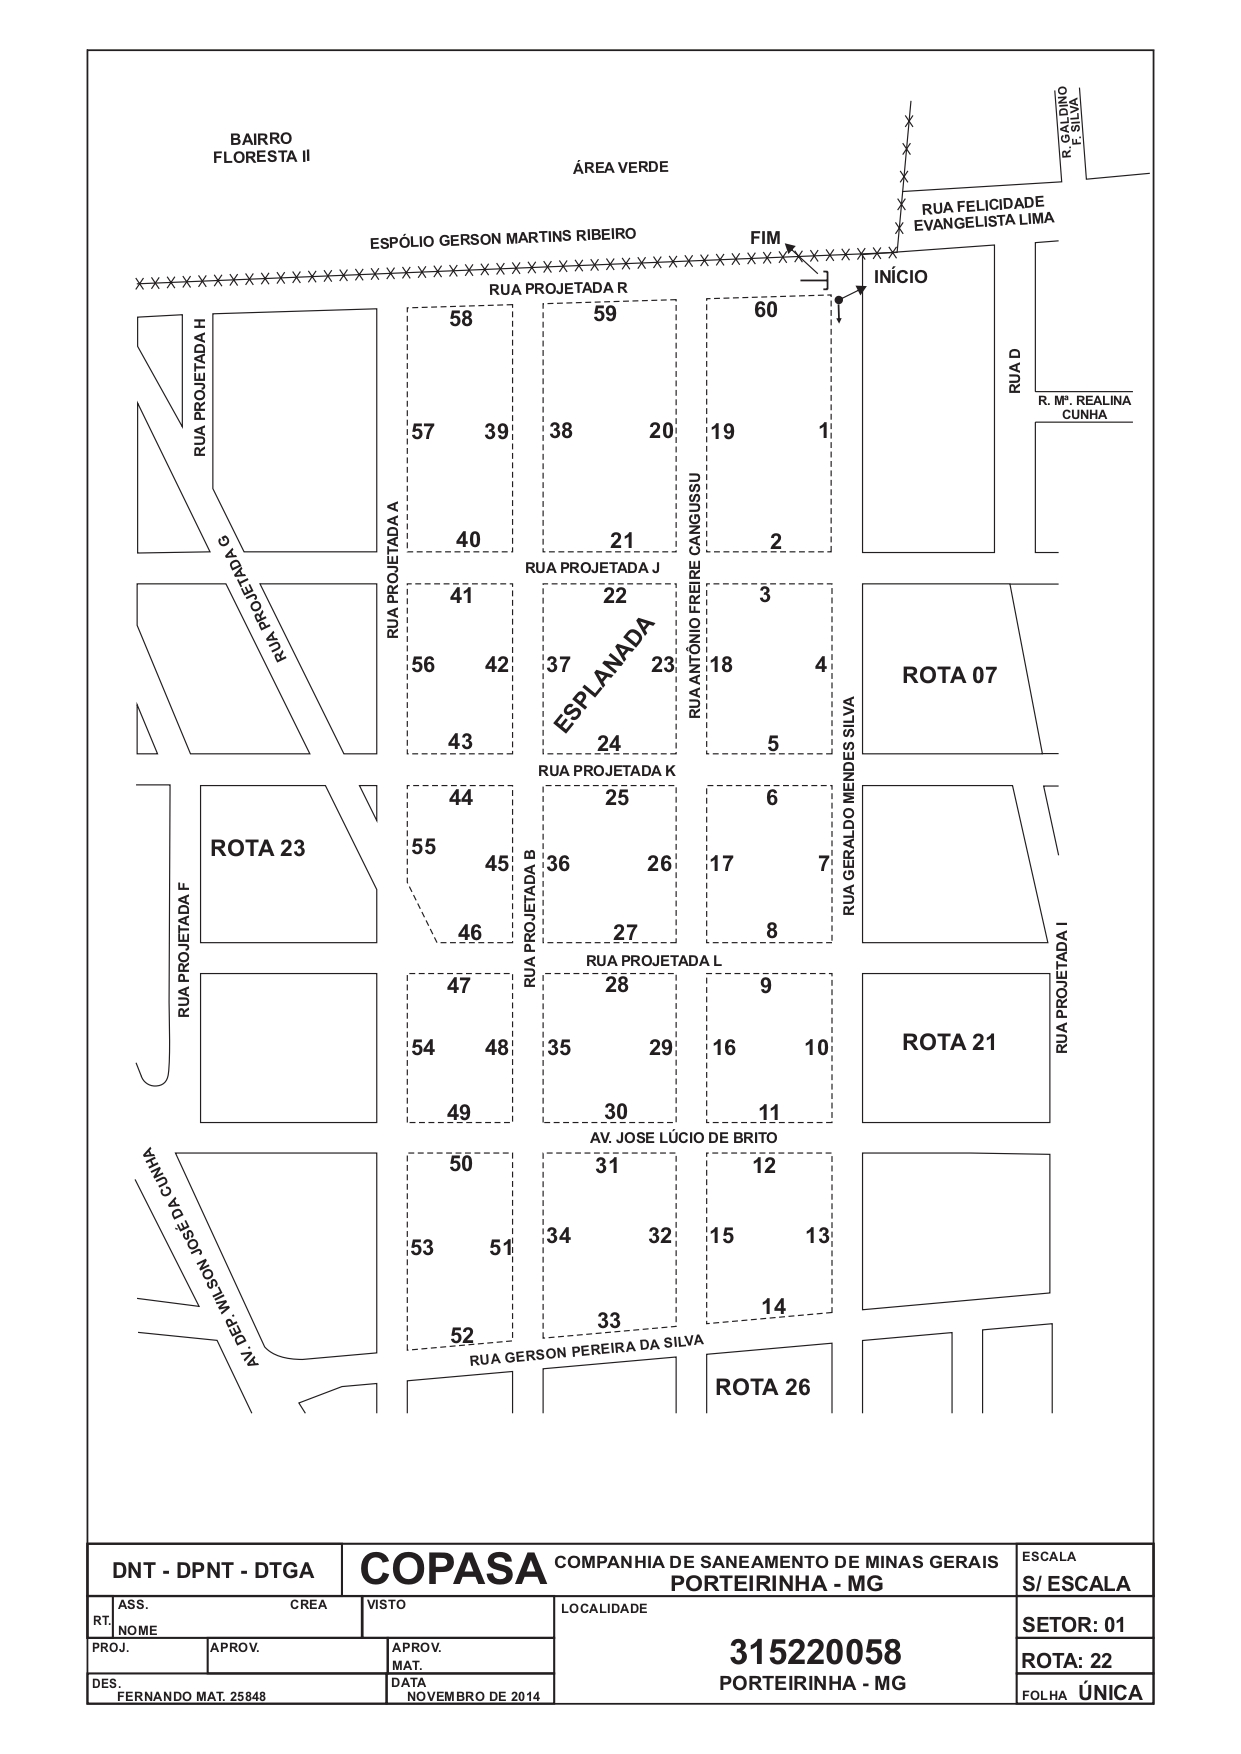 BAIRRO
FLORESTA II
ÁREA VERDE
R. GALDINO
F. SILVA
RUA FELICIDADE
EVANGELISTA LIMA
ESPÓLIO GERSON MARTINS RIBEIRO
FIM
INÍCIO
RUA PROJETADA R
58
59
60
RUA PROJETADA H
RUA D
R. Mª. REALINA
CUNHA
57
39
38
20
19
1
RUA PROJETADA A
RUA ANTÔNIO FREIRE CANGUSSU
40
21
2
RUA PROJETADA G
RUA PROJETADA J
41
22
3
RUA PROJETADA G
56
42
37
ESPLANADA
23
18
4
ROTA 07
43
24
5
RUA GERALDO MENDES SILVA
RUA PROJETADA K
44
25
6
ROTA 23
55
45
RUA PROJETADA B
36
26
17
7
RUA PROJETADA F
46
27
8
RUA PROJETADA I
RUA PROJETADA L
47
28
9
54
48
35
29
16
10
ROTA 21
49
30
11
AV. JOSE LÚCIO DE BRITO
AV. DEP. WILSON JOSÉ DA CUNHA
50
31
12
53
51
34
32
15
13
52
33
14
RUA GERSON PEREIRA DA SILVA
ROTA 26
DNT - DPNT - DTGA
COPASA
COMPANHIA DE SANEAMENTO DE MINAS GERAIS
PORTEIRINHA - MG
ESCALA
S/ ESCALA
RT.
ASS.
CREA
NOME
VISTO
LOCALIDADE
315220058
PORTEIRINHA - MG
SETOR: 01
PROJ.
APROV.
APROV.
MAT.
ROTA: 22
DES.
FERNANDO MAT. 25848
DATA
NOVEMBRO DE 2014
FOLHA ÚNICA